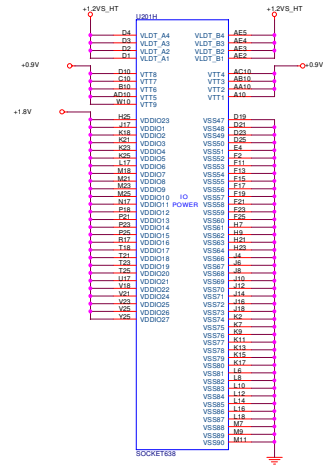 +1.2VS_HT
+1.2VS_HT
U201H
D4 VLDT_A4 VLDT_B4 AE5
D3 VLDT_A3 VLDT_B3 AE4
D2 VLDT_A2 VLDT_B2 AE3
D1 VLDT_A1 VLDT_B1 AE2
+0.9V
+0.9V
D10 VTT8 VTT4 AC10
C10 VTT7 VTT3 AB10
B10 VTT6 VTT2 AA10
AD10 VTT5 VTT1 A10
W10 VTT9
+1.8V
H25 VDDIO23
J17 VDDIO1
K18 VDDIO2
K21 VDDIO3
K23 VDDIO4
K25 VDDIO5
L17 VDDIO6
M18 VDDIO7
M21 VDDIO8
M23 VDDIO9
M25 VDDIO10
N17 VDDIO11
P18 VDDIO12
P21 VDDIO13
P23 VDDIO14
P25 VDDIO15
R17 VDDIO16
T18 VDDIO17
T21 VDDIO18
T23 VDDIO19
T25 VDDIO20
U17 VDDIO21
V18 VDDIO22
V21 VDDIO24
V23 VDDIO25
V25 VDDIO26
Y25 VDDIO27
IO
POWER
VSS47 D19
VSS48 D21
VSS49 D23
VSS50 D25
VSS51 E4
VSS52 F2
VSS53 F11
VSS54 F13
VSS55 F15
VSS56 F17
VSS57 F19
VSS58 F21
VSS59 F23
VSS60 F25
VSS61 H7
VSS62 H9
VSS63 H21
VSS64 H23
VSS65 J4
VSS66 J6
VSS67 J8
VSS69 J10
VSS70 J12
VSS71 J14
VSS72 J16
VSS73 J18
VSS74 K2
VSS75 K7
VSS76 K9
VSS77 K11
VSS78 K13
VSS79 K15
VSS80 K17
VSS81 L6
VSS82 L8
VSS83 L10
VSS84 L12
VSS85 L14
VSS86 L16
VSS87 L18
VSS88 M7
VSS89 M9
VSS90 M11
SOCKET638